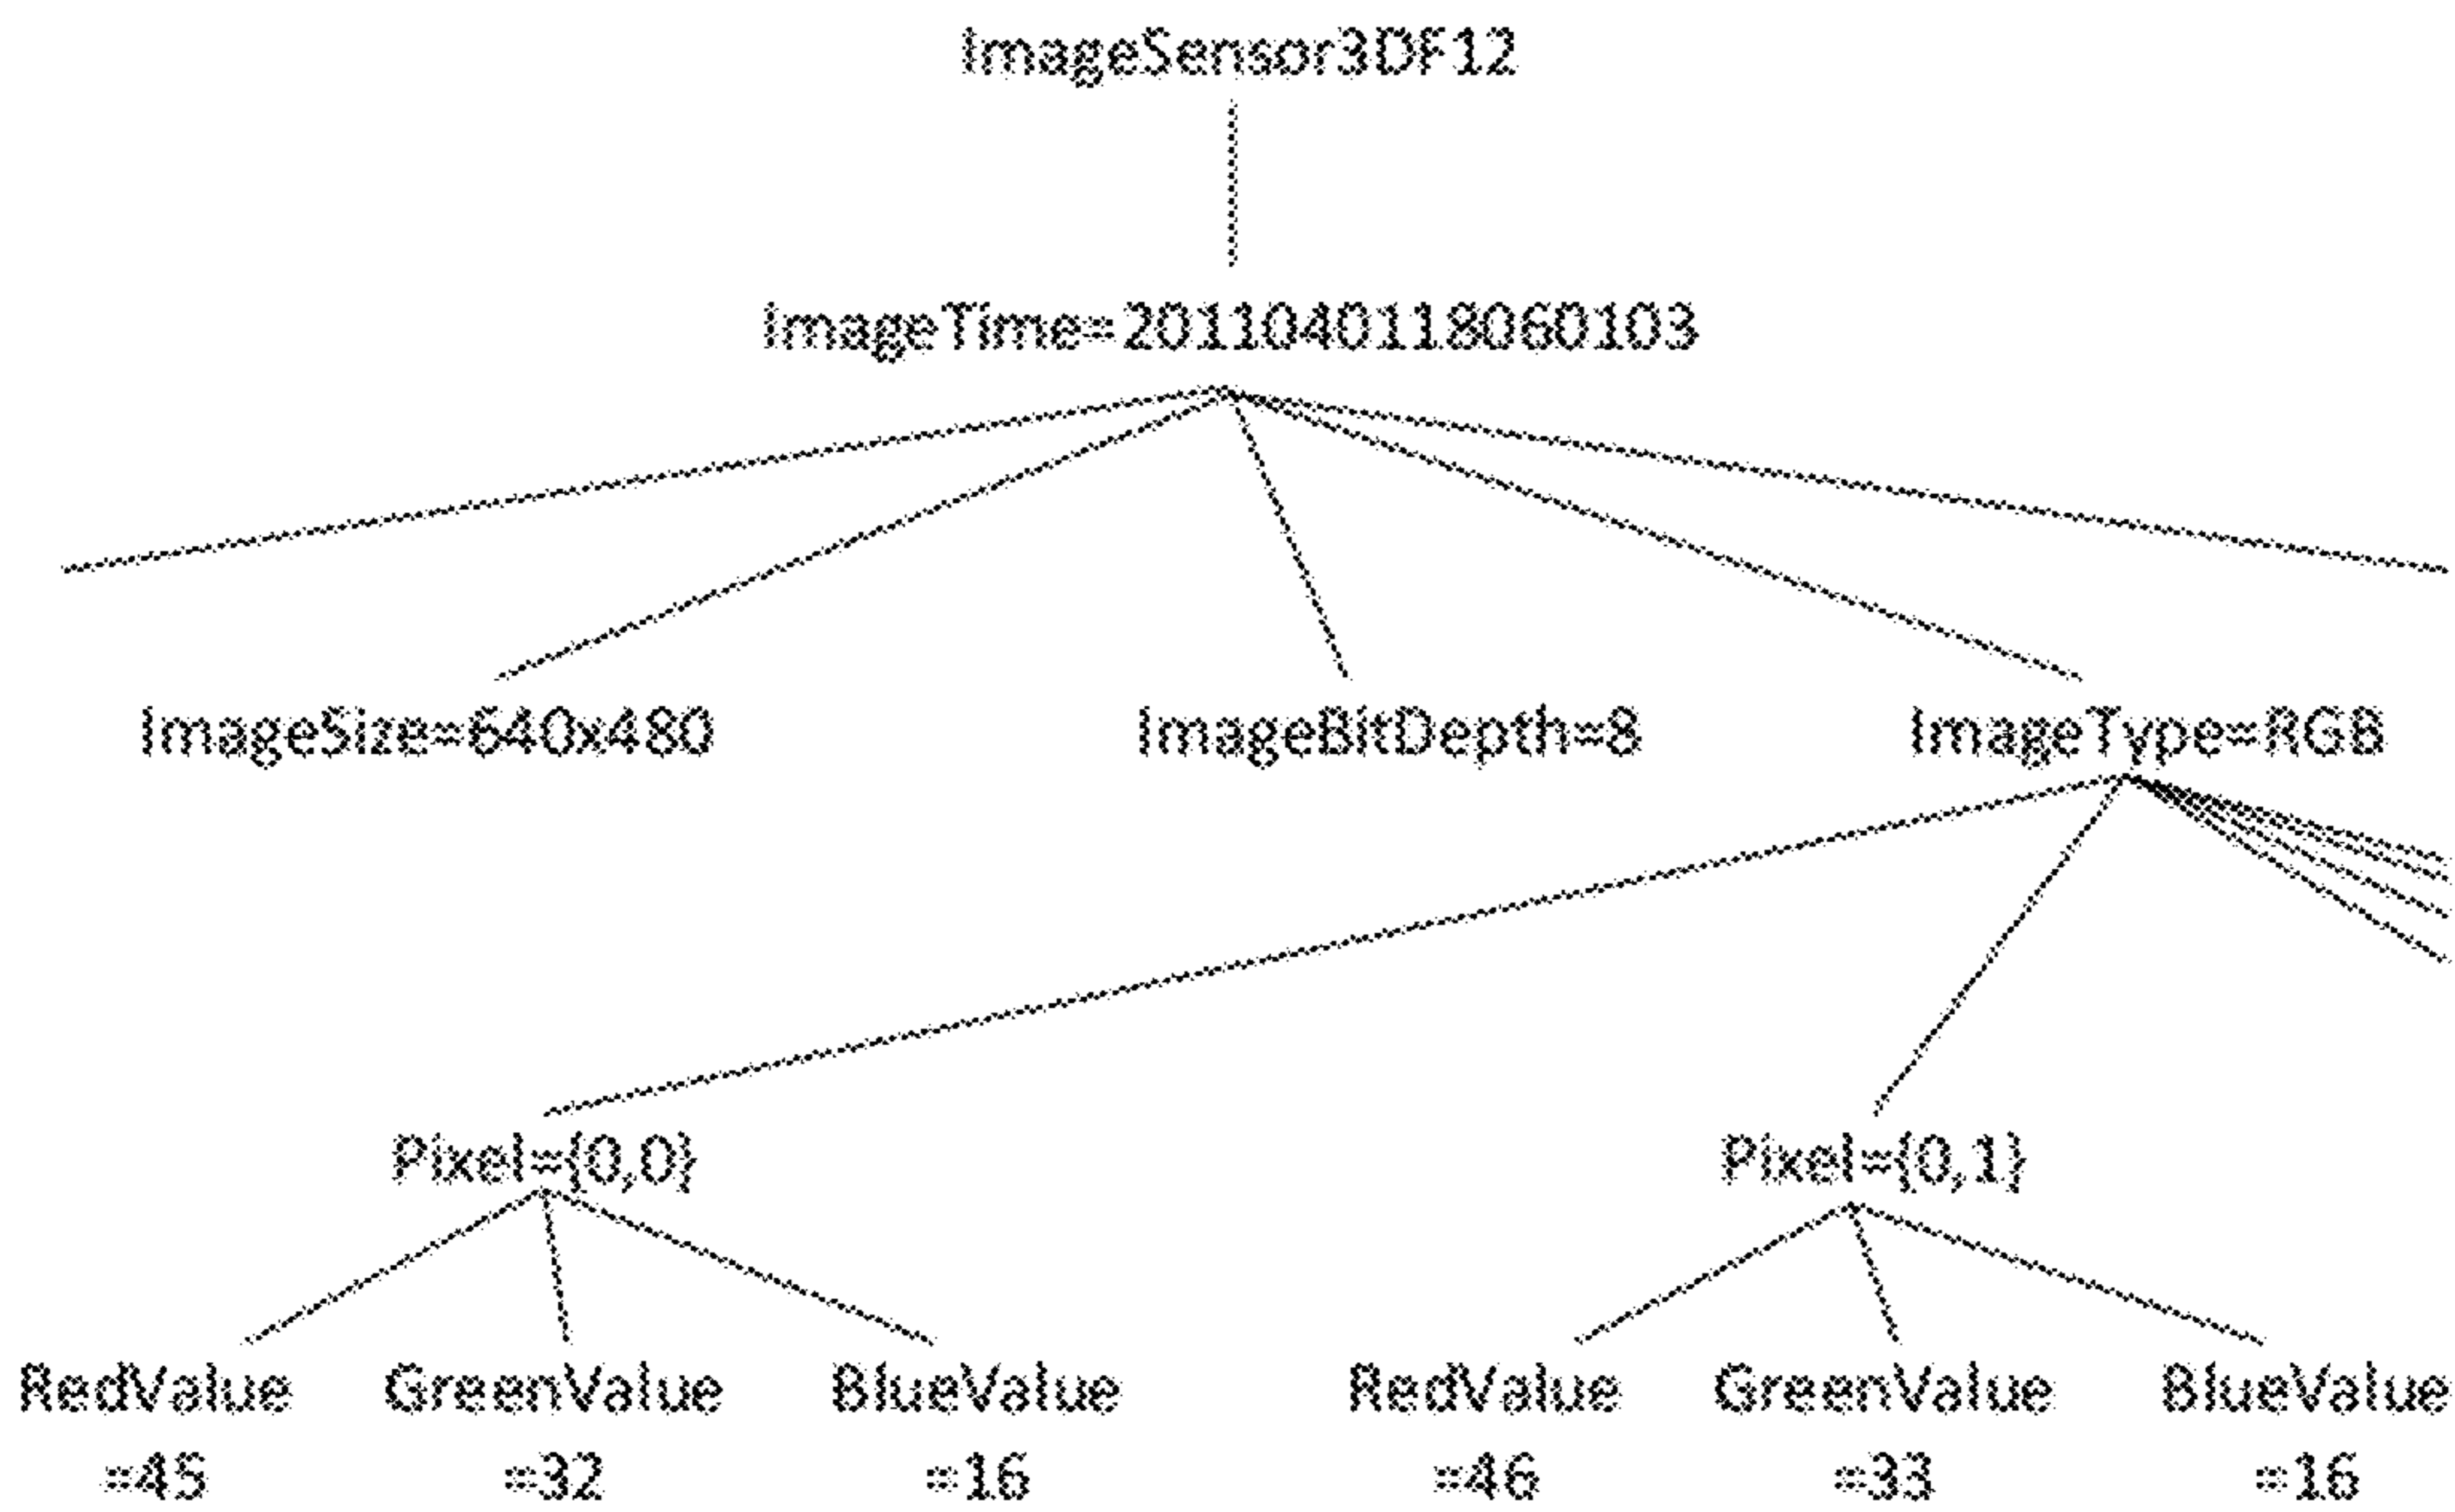 ImageSensor3DF12
ImageTime=2011040118060103
ImageSize=640x480 ImageBitDepth=8 ImageType=RGB
Pixel={0,0} Pixel={0,1}
RedValue GreenValue BlueValue RedValue GreenValue BlueValue
=45 =32 =16 =46 =33 =16